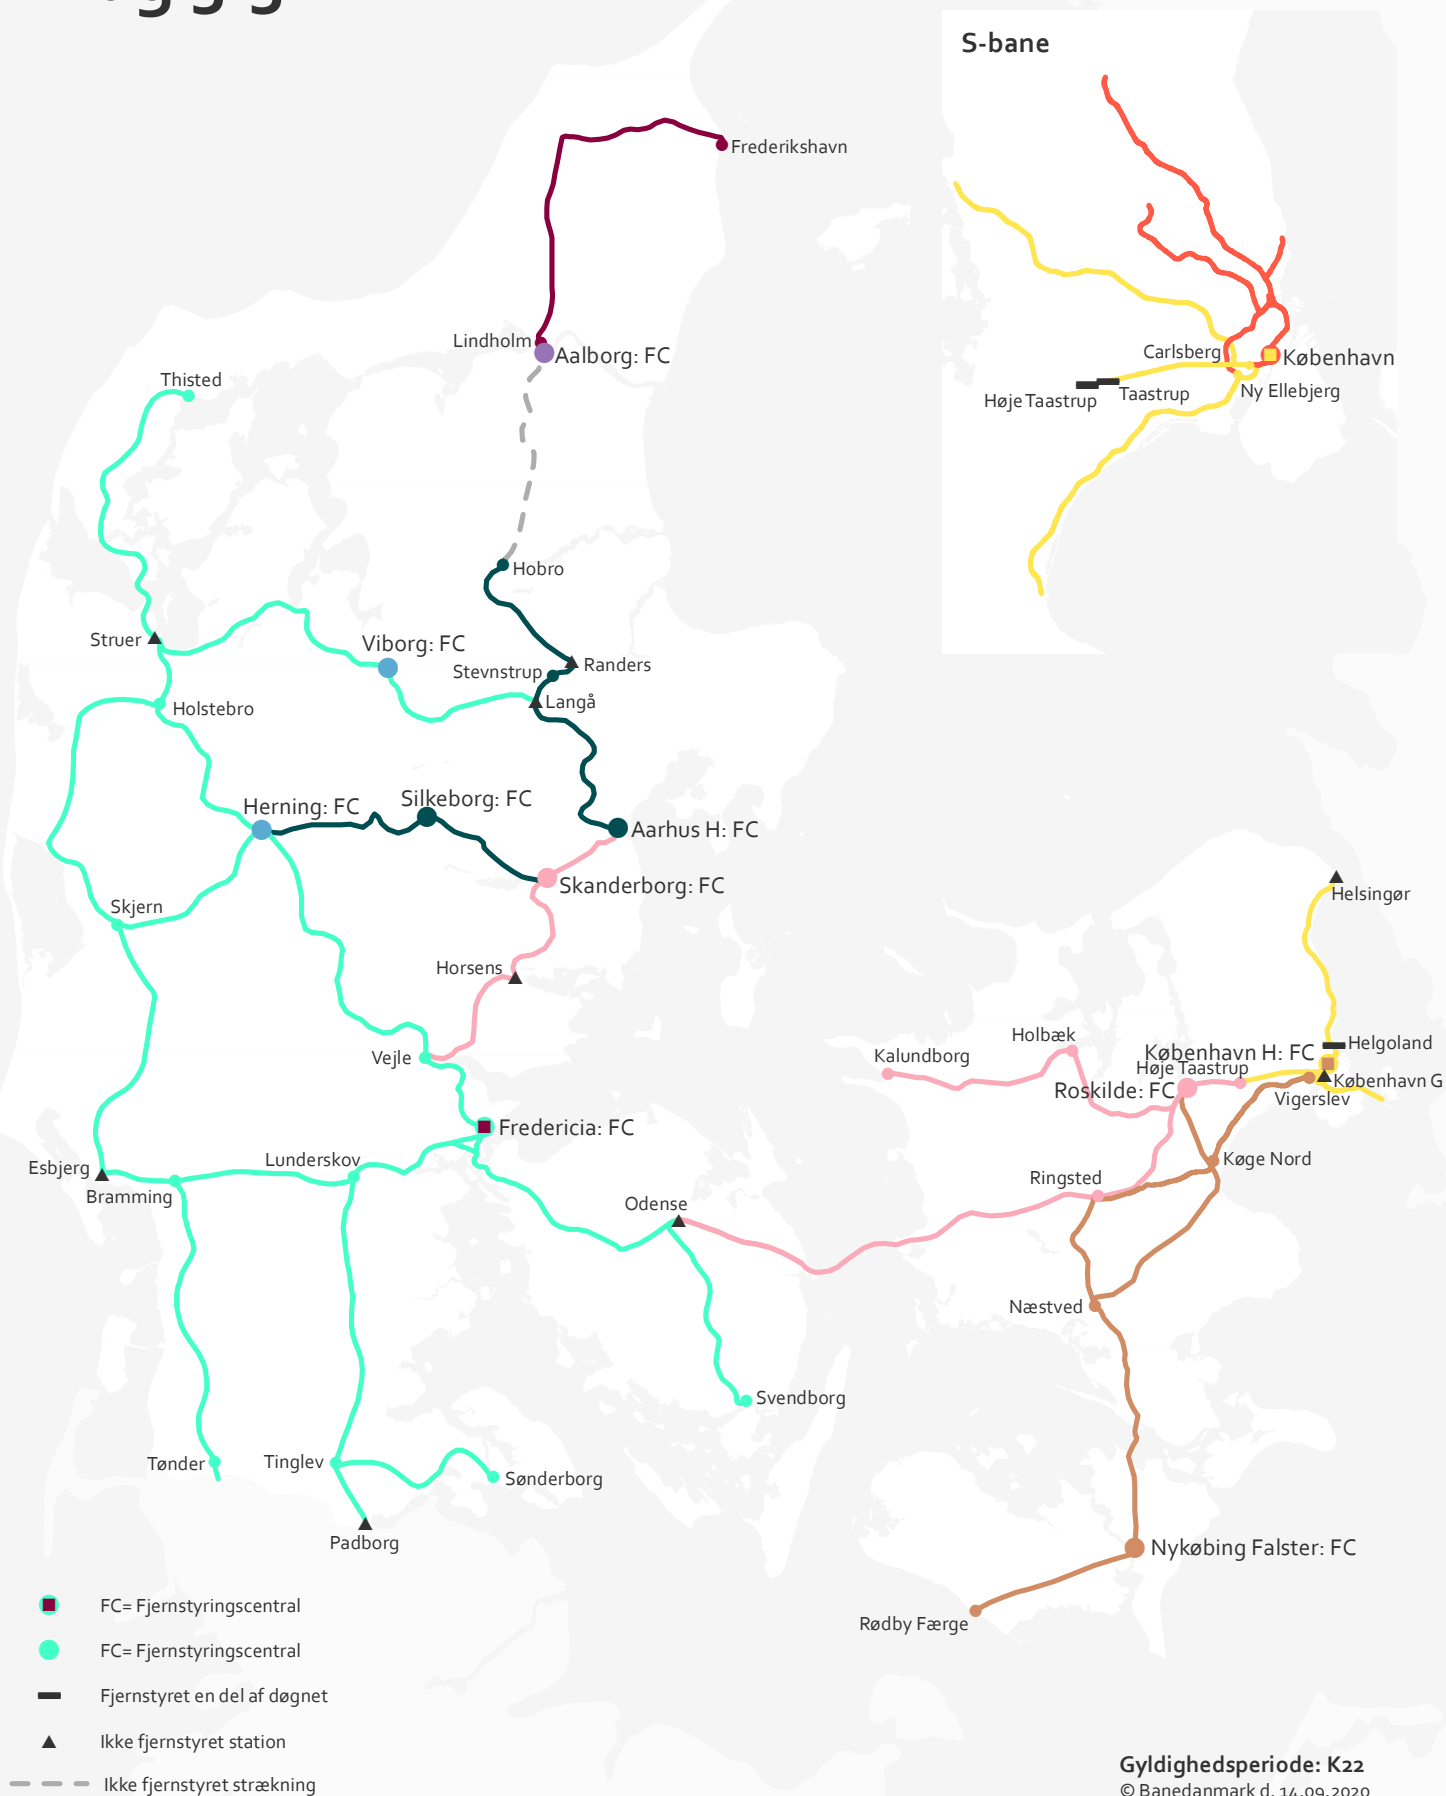 S-bane
Frederikshavn
Lindholm
Aalborg: FC
Carlsberg
København
Høje Taastrup
Taastrup
Ny Ellebjerg
Thisted
Hobro
Struer
Viborg: FC
Stevnstrup
Randers
Langå
Holstebro
Herning: FC
Silkeborg: FC
Aarhus H: FC
Skanderborg: FC
Skjern
Horsens
Helsingør
Vejle
Kalundborg
Holbæk
Helgoland
København H: FC
Høje Taastrup
Roskilde: FC
København G
Vigerslev
Fredericia: FC
Esbjerg
Bramming
Lunderskov
Køge Nord
Ringsted
Odense
Næstved
Svendborg
Tønder
Tinglev
Sønderborg
Padborg
Nykøbing Falster: FC
Rødby Færge
FC= Fjernstyringscentral
FC= Fjernstyringscentral
Fjernstyret en del af døgnet
Ikke fjernstyret station
Ikke fjernstyret strækning
Gyldighedsperiode: K22
© Banedanmark d. 14.09.2020